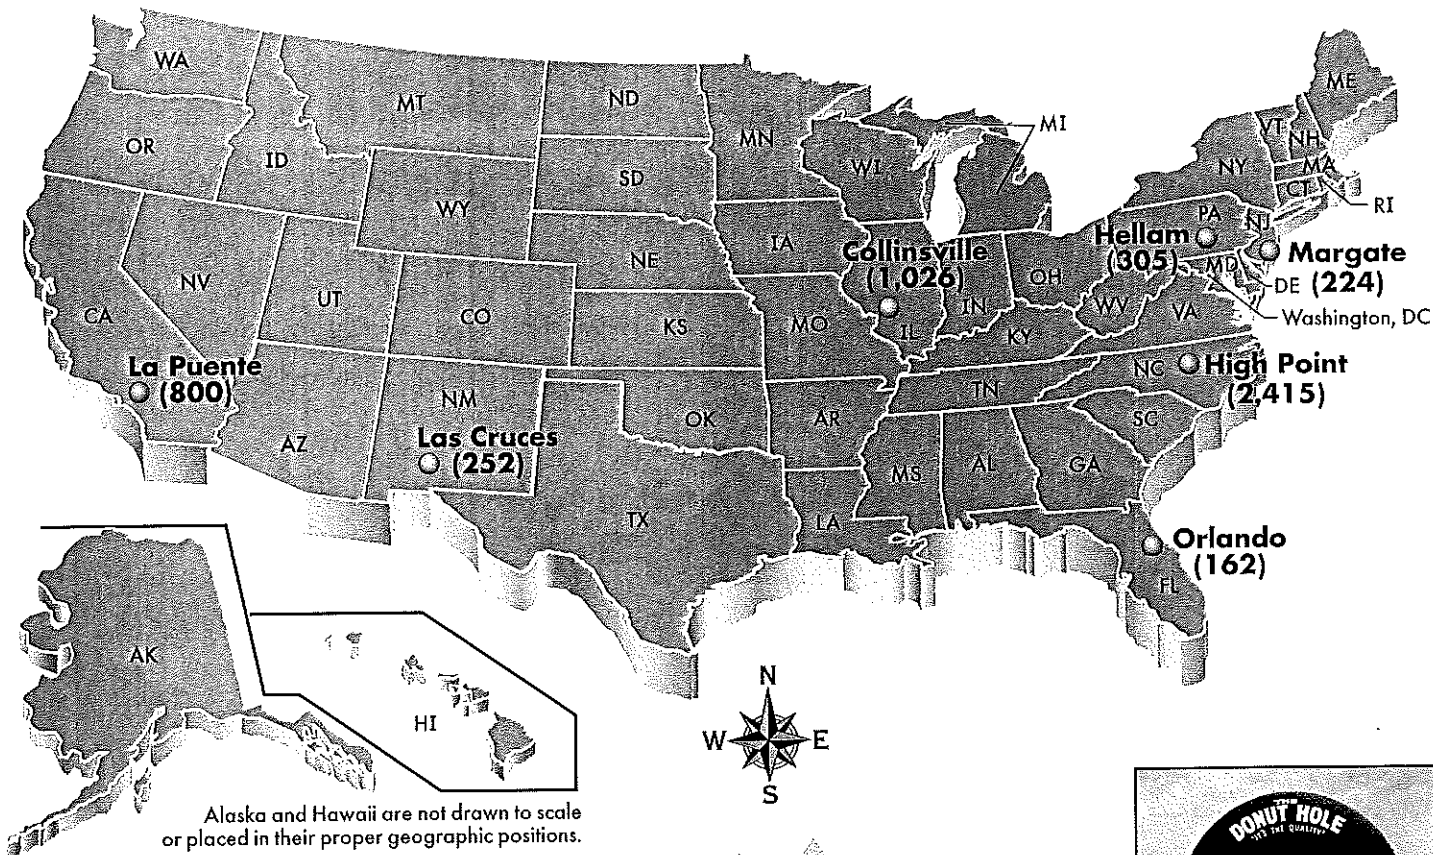 WA
MT
ND
MN
ME
OR
ID
SD
WI
MI
VT
NH
NY
MA
CT
RI
WY
IA
NE
PA
NJ
Hellam
(305)
Margate
(224)
Collinsville
(1,026)
NV
UT
CO
KS
MO
IL
IN
OH
WV
MD
DE
VA
Washington, DC
KY
CA
La Puente
(800)
NC
High Point
(2,415)
TN
SC
AZ
NM
Las Cruces
(252)
OK
AR
MS
AL
GA
TX
LA
Orlando
(162)
FL
AK
HI
N
W E
S
Alaska and Hawaii are not drawn to scale
or placed in their proper geographic positions.
THE
DONUT HOLE
"IT'S THE QUALITY"